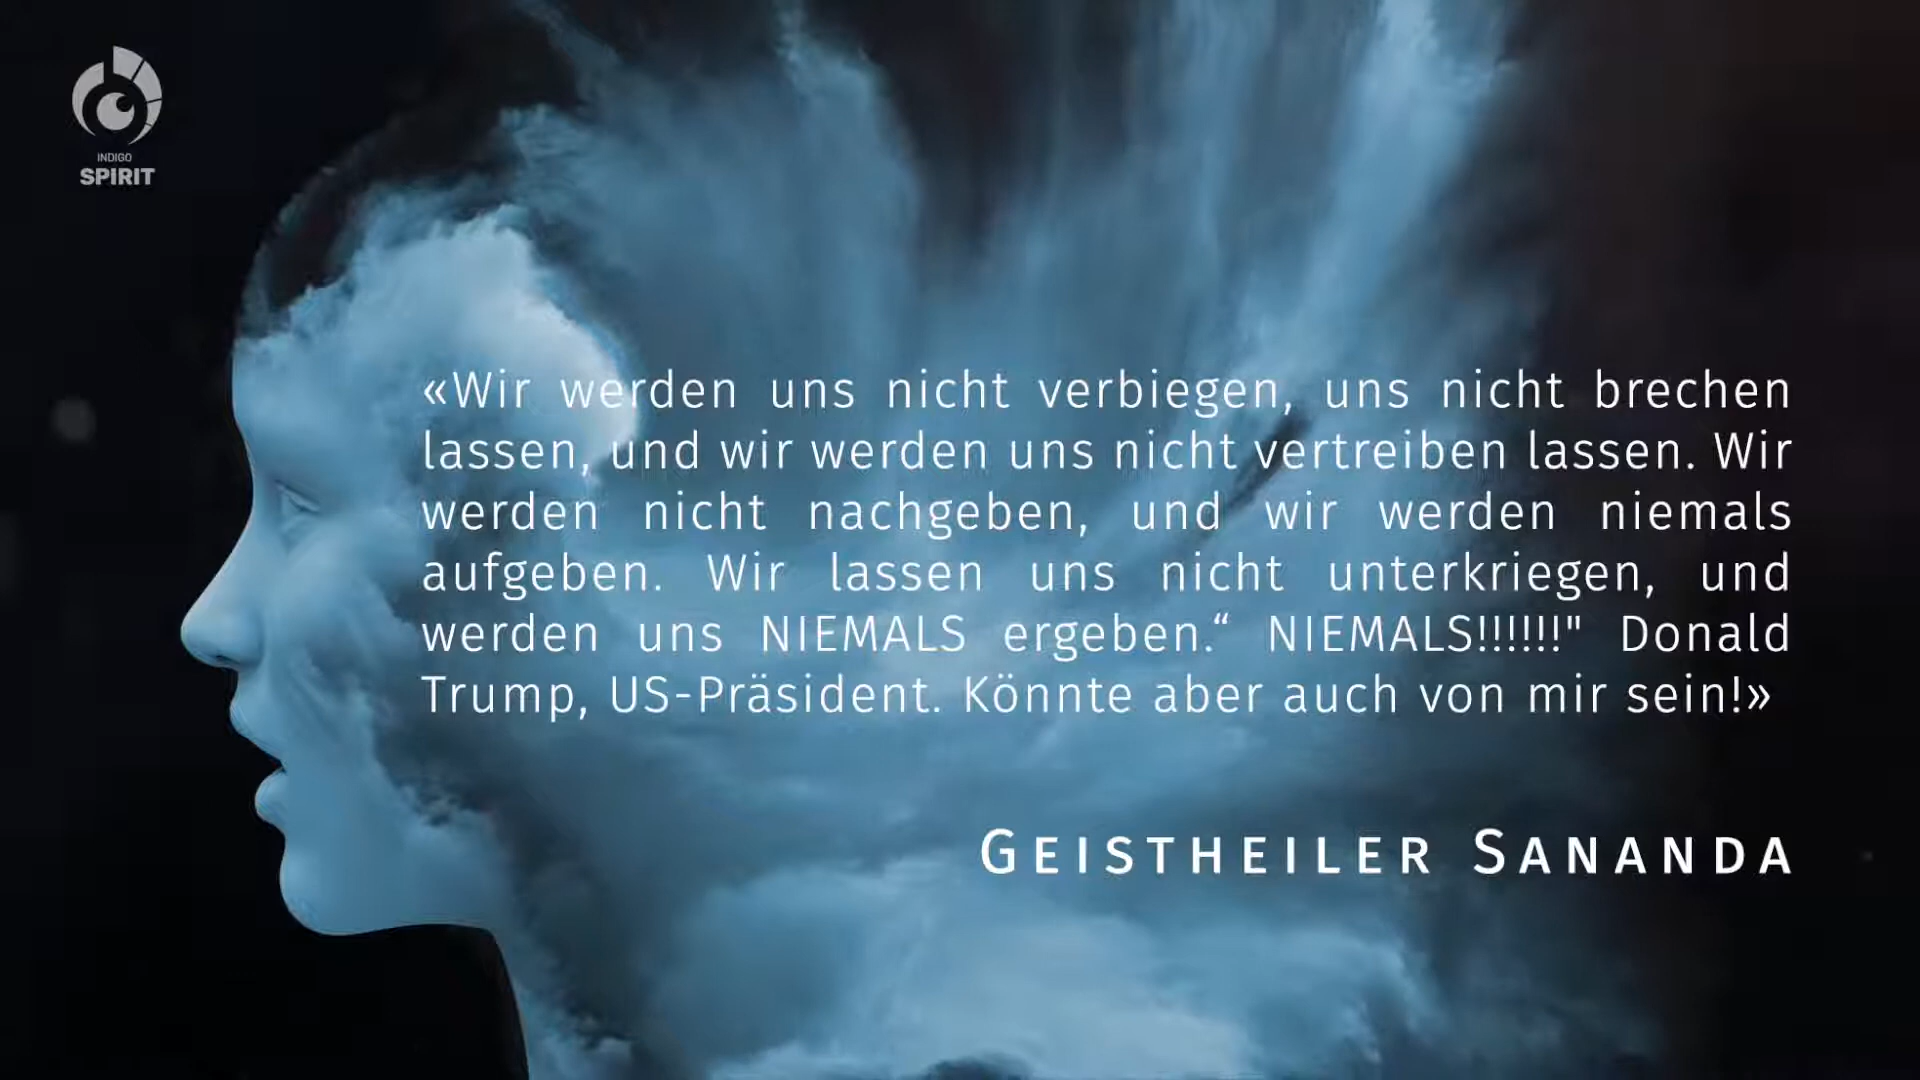 INDIGO
SPIRIT
«Wir werden uns nicht verbiegen, uns nicht brechen
lassen, und wir werden uns nicht vertreiben lassen. Wir
werden nicht nachgeben, und wir werden niemals
aufgeben. Wir lassen uns nicht unterkriegen, und
werden uns NIEMALS ergeben.“ NIEMALS!!!!!!" Donald
Trump, US-Präsident. Könnte aber auch von mir sein!»
GEISTHEILER SANANDA